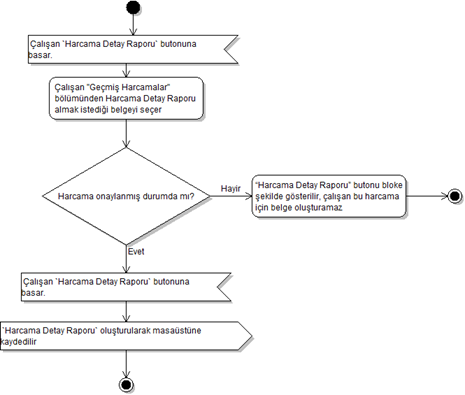 Çalışan `Harcama Detay Raporu` butonuna
basar.
Çalışan "Geçmiş Harcamalar"
bölümünden Harcama Detay Raporu
almak istediği belgeyi seçer
Harcama onaylanmış durumda mı?
Hayir
"Harcama Detay Raporu" butonu bloke
şekilde gösterilir, çalışan bu harcama
için belge oluşturamaz
Evet
Çalışan `Harcama Detay Raporu` butonuna
basar.
`Harcama Detay Raporu` oluşturularak masaüstüne
kaydedilir